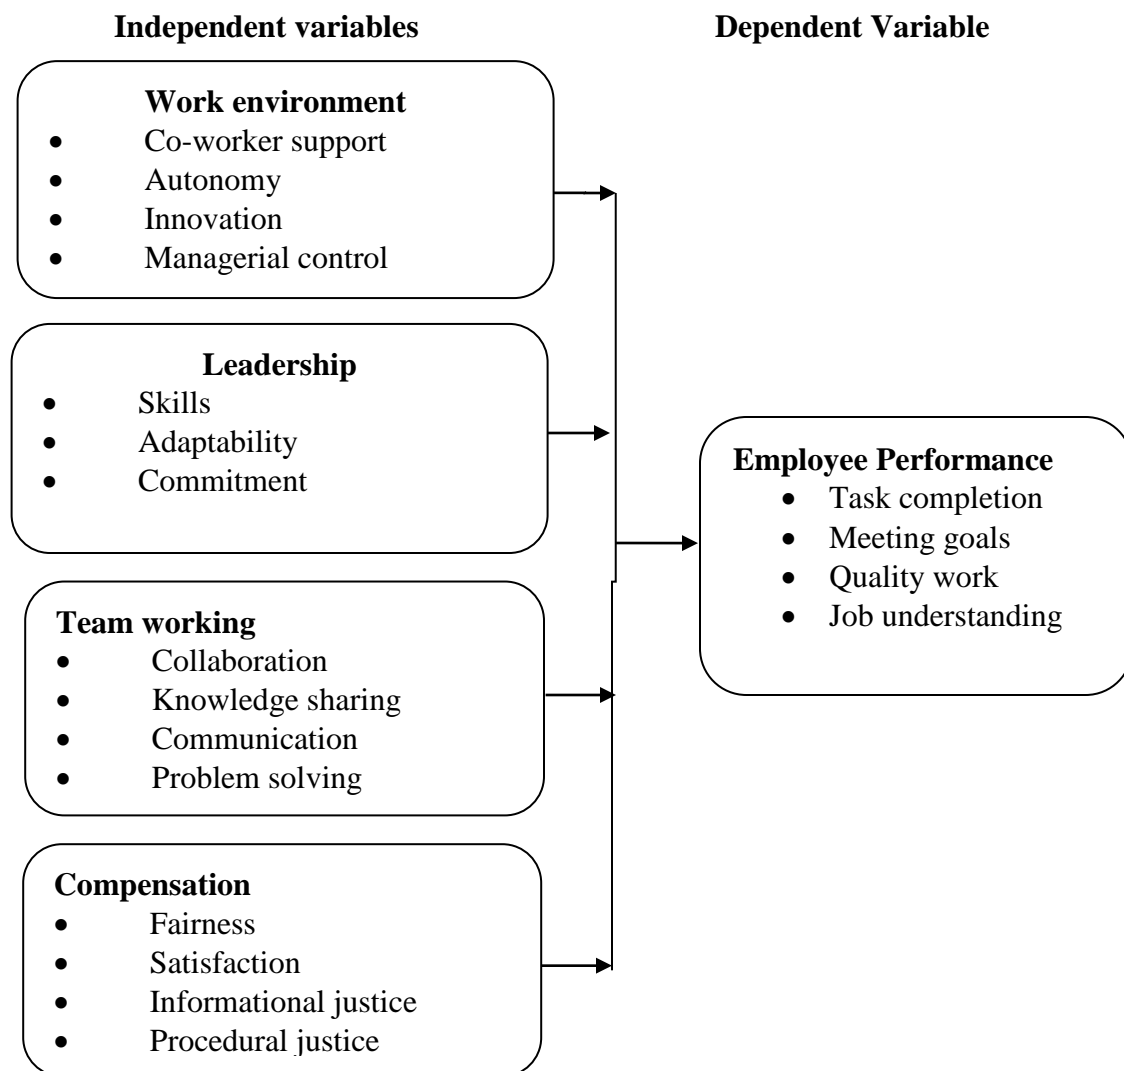 Independent variables
Dependent Variable
Work environment
• Co-worker support
• Autonomy
• Innovation
• Managerial control
Leadership
• Skills
• Adaptability
• Commitment
Team working
• Collaboration
• Knowledge sharing
• Communication
• Problem solving
Compensation
• Fairness
• Satisfaction
• Informational justice
• Procedural justice
Employee Performance
• Task completion
• Meeting goals
• Quality work
• Job understanding